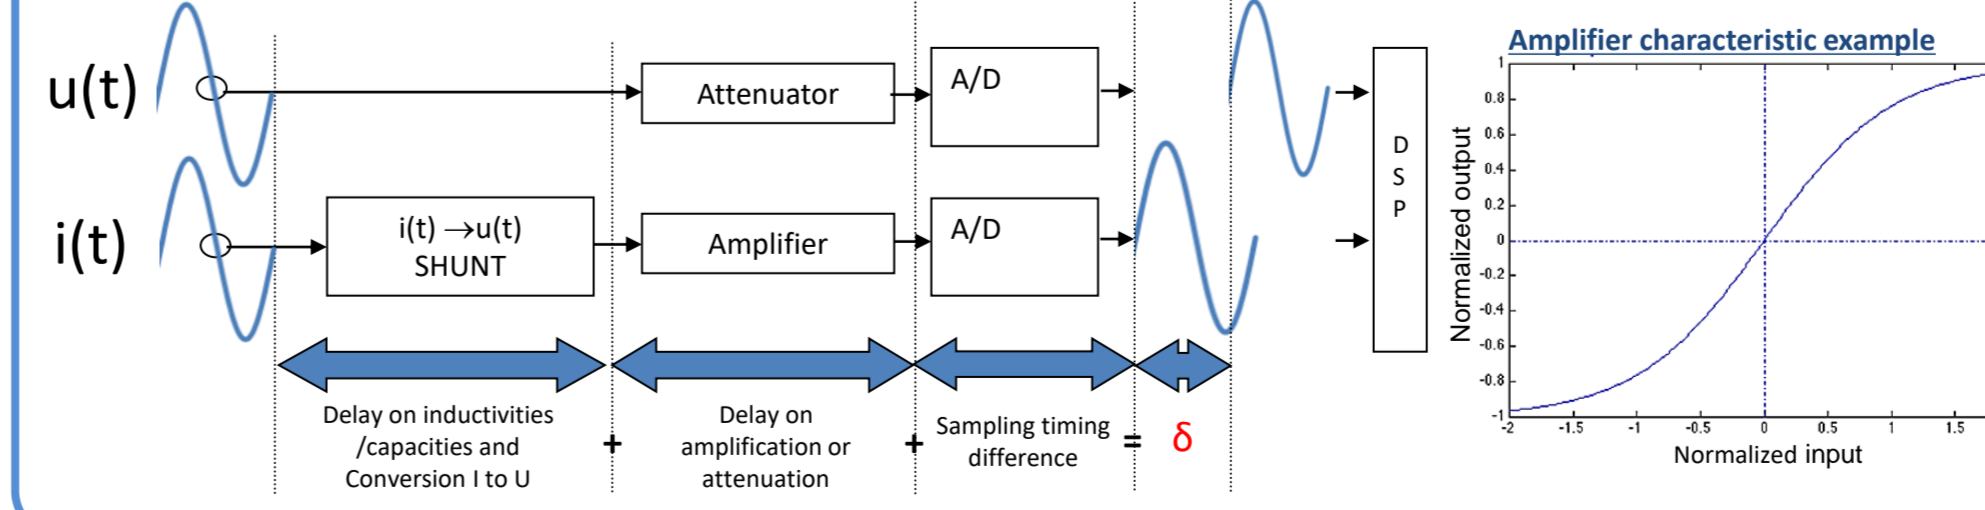 u(t)
Attenuator
A/D
i(t)
i(t) →u(t)
SHUNT
Amplifier
A/D
D
S
P
Delay on inductivities
/capacities and
Conversion I to U
+
Delay on
amplification or
attenuation
+
Sampling timing
difference
=
δ
Amplifier characteristic example
Normalized output
1
0.8
0.6
0.4
0.2
0
-0.2
-0.4
-0.6
-0.8
-1
-2 -1.5 -1 -0.5 0 0.5 1 1.5
Normalized input